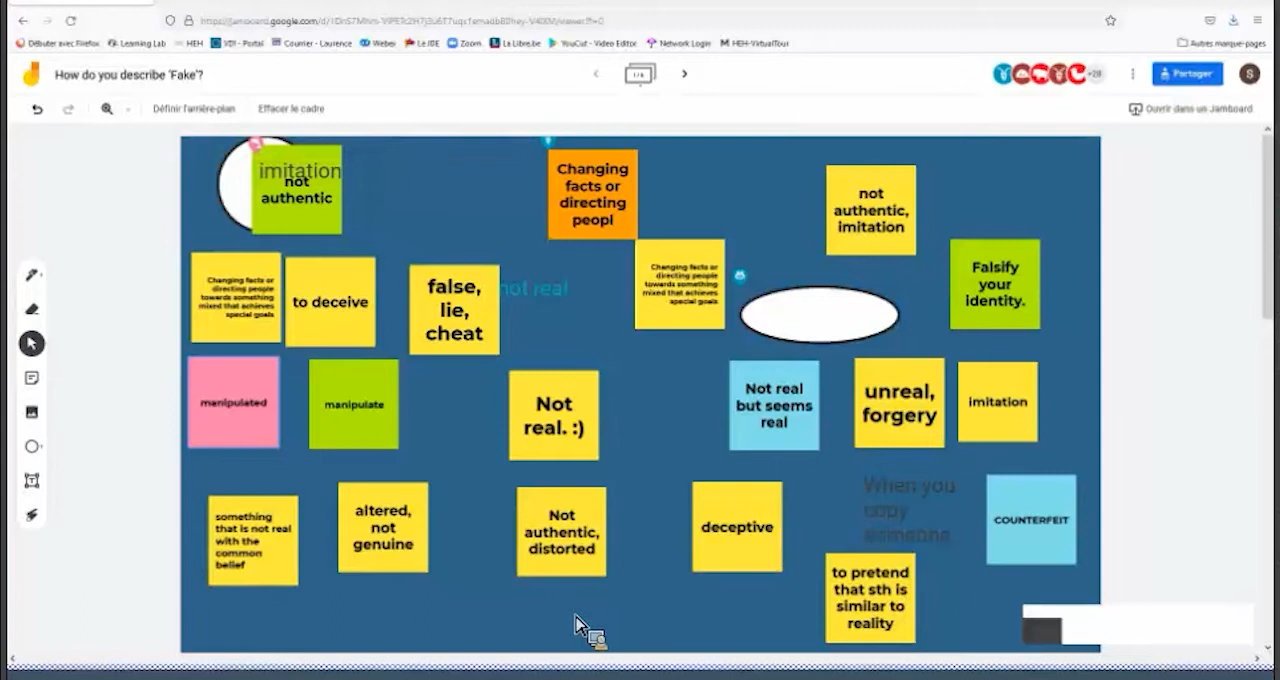 Débuter avec Firefox
Learning Lab
HEH
VDI - Portal
Courrier - Laurence
Webex
Le IDE
Zoom
La Libre.be
YouCut - Video Editor
Network Login
HEH-VirtualTour
Autres marque-pages
How do you describe 'Fake'?
1/6
+28
Partager
S
Définir l'arrière-plan
Effacer le cadre
Ouvrir dans un Jamboard
imitation
not
authentic
Changing
facts or
directing
peopl
not
authentic,
imitation
Changing facts or
directing people
towards something
mixed that achieves
special goals
to deceive
false,
lie,
cheat
not real
Changing facts or
directing people
towards something
mixed that achieves
special goals
Falsify
your
identity.
manipulated
manipulate
Not
real. :)
Not real
but seems
real
unreal,
forgery
imitation
something
that is not real
with the
common
belief
altered,
not
genuine
Not
authentic,
distorted
deceptive
When you
copy
someone
COUNTERFEIT
to pretend
that sth is
similar to
reality